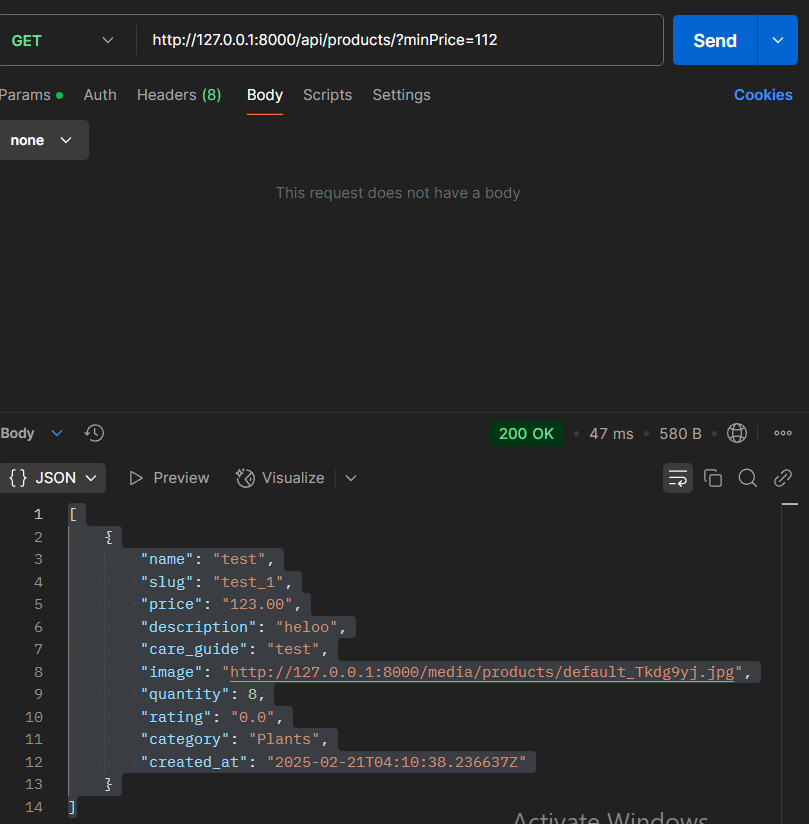 GET http://127.0.0.1:8000/api/products/?minPrice=112 Send
Params Auth Headers (8) Body Scripts Settings Cookies
none
This request does not have a body
Body 200 OK 47 ms 580 B
{} JSON Preview Visualize
1 [
2 {
3 "name": "test",
4 "slug": "test_1",
5 "price": "123.00",
6 "description": "heloo",
7 "care_guide": "test",
8 "image": "http://127.0.0.1:8000/media/products/default_Tkdg9yj.jpg",
9 "quantity": 8,
10 "rating": "0.0",
11 "category": "Plants",
12 "created_at": "2025-02-21T04:10:38.236637Z"
13 }
14 ]
Activate Windows